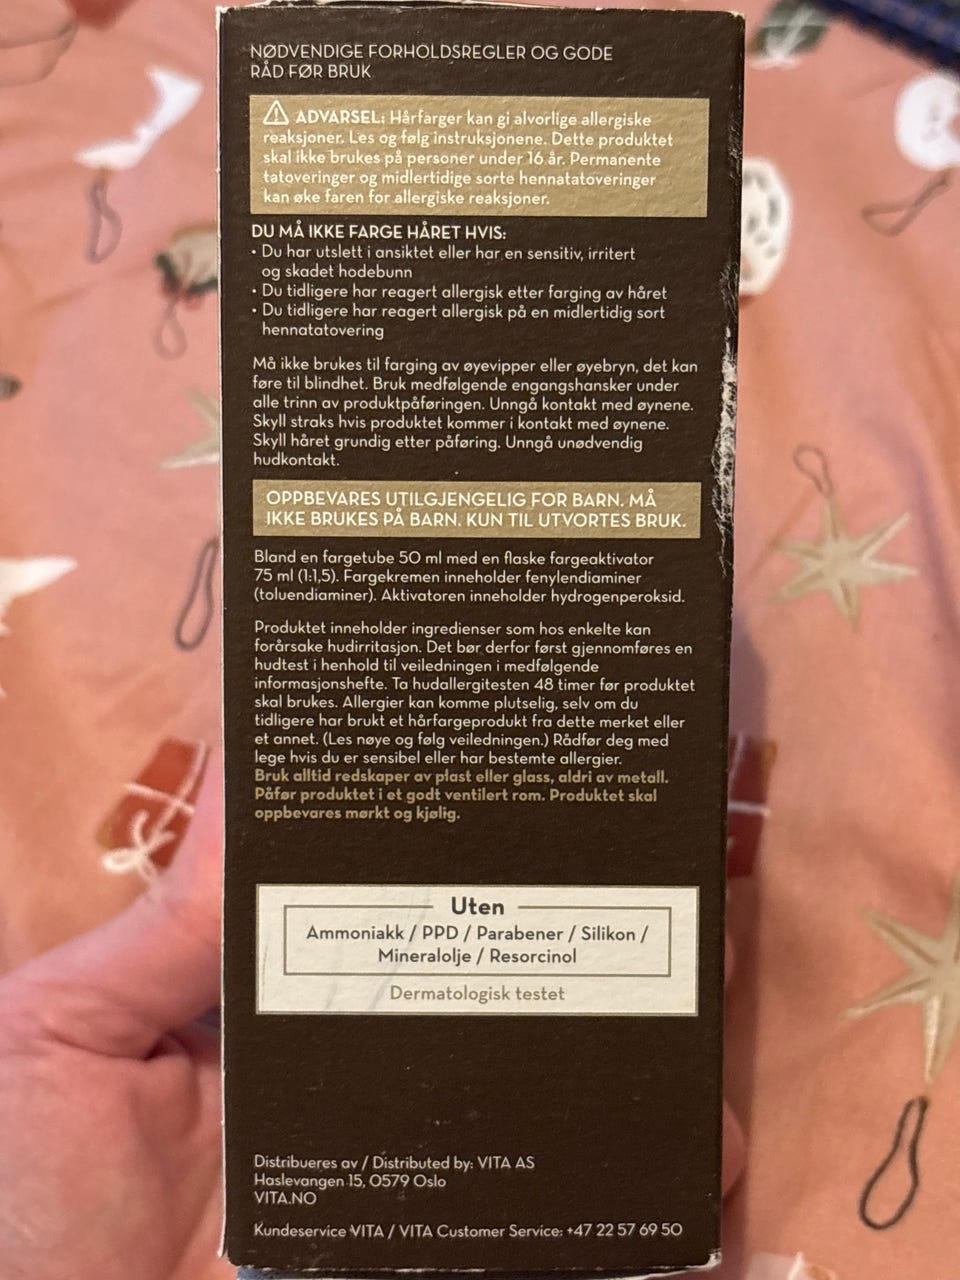 NØDVENDIGE FORHOLDSREGLER OG GODE
RÅD FØR BRUK
ADVARSEL: Hårfarger kan gi alvorlige allergiske
reaksjoner. Les og følg instruksjonene. Dette produktet
skal ikke brukes på personer under 16 år. Permanente
tatoveringer og midlertidige sorte hennatatoveringer
kan øke faren for allergiske reaksjoner.
DU MÅ IKKE FARGE HÅRET HVIS:
• Du har utslett i ansiktet eller har en sensitiv, irritert
og skadet hodebunn
• Du tidligere har reagert allergisk etter farging av håret
• Du tidligere har reagert allergisk på en midlertidig sort
hennatatovering
Må ikke brukes til farging av øyevipper eller øyebryn, det kan
føre til blindhet. Bruk medfølgende engangshansker under
alle trinn av produktpåføringen. Unngå kontakt med øynene.
Skyll straks hvis produktet kommer i kontakt med øynene.
Skyll håret grundig etter påføring. Unngå unødvendig
hudkontakt.
OPPBEVARES UTILGJENGELIG FOR BARN. MÅ
IKKE BRUKES PÅ BARN. KUN TIL UTVORTES BRUK.
Bland en fargetube 50 ml med en flaske fargeaktivator
75 ml (1:1,5). Fargekremen inneholder fenylendiaminer
(toluendiaminer). Aktivatoren inneholder hydrogenperoksid.
Produktet inneholder ingredienser som hos enkelte kan
forårsake hudirritasjon. Det bør derfor først gjennomføres en
hudtest i henhold til veiledningen i medfølgende
informasjonshefte. Ta hudallergitesten 48 timer før produktet
skal brukes. Allergier kan komme plutselig, selv om du
tidligere har brukt et hårfargeprodukt fra dette merket eller
et annet. (Les nøye og følg veiledningen.) Rådfør deg med
lege hvis du er sensibel eller har bestemte allergier.
Bruk alltid redskaper av plast eller glass, aldri av metall.
Påfør produktet i et godt ventilert rom. Produktet skal
oppbevares mørkt og kjølig.
Uten
Ammoniakk / PPD / Parabener / Silikon /
Mineralolje / Resorcinol
Dermatologisk testet
Distribueres av / Distributed by: VITA AS
Haslevangen 15, 0579 Oslo
VITA.NO
Kundeservice VITA / VITA Customer Service: +47 22 57 69 50